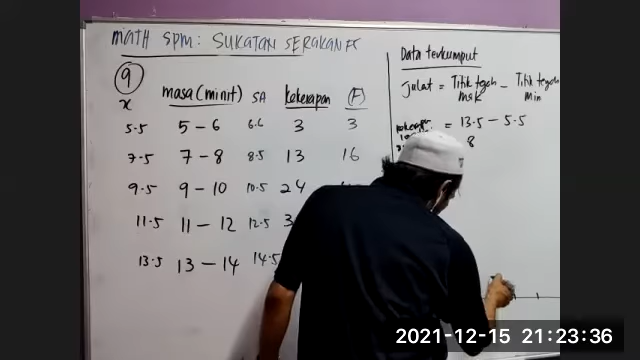 MATH SPM: SUKATAN SERAKAN
Data terkumpul
9
x masa (minit) SA Kekerapan (F)
5.5 5 – 6 6.6 3 3
7.5 7 – 8 8.5 13 16
9.5 9 – 10 10.5 24
11.5 11 – 12 12.5 3
13.5 13 – 14 14.5
Julat = Titik tgah mak – Titik tgah min
= 13.5 – 5.5
8
2021-12-15 21:23:36